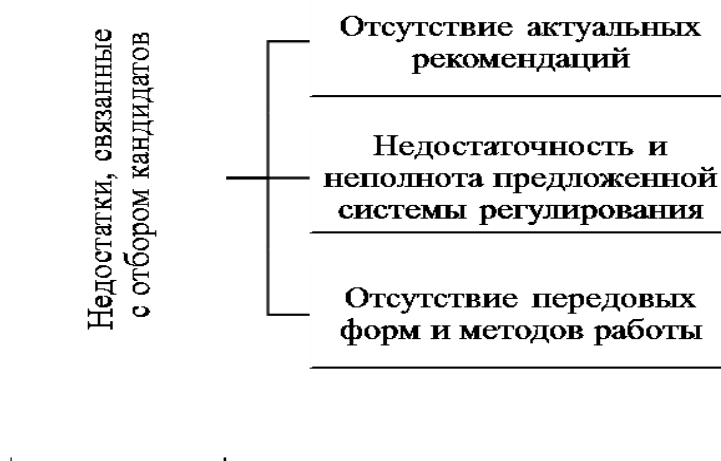 Недостатки, связанные
с отбором кандидатов
Отсутствие актуальных
рекомендаций
Недостаточность и
неполнота предложенной
системы регулирования
Отсутствие передовых
форм и методов работы